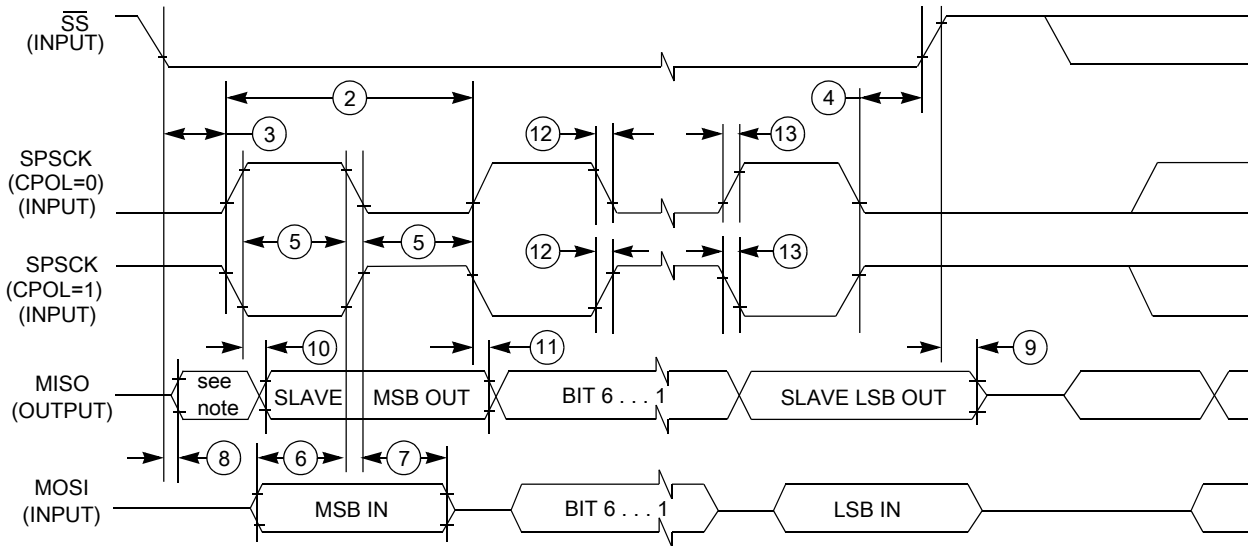 SS
(INPUT)
2
4
3
12
13
SPSCK
(CPOL=0)
(INPUT)
5
5
SPSCK
(CPOL=1)
(INPUT)
12
13
10
11
9
MISO
(OUTPUT)
see
note
SLAVE
MSB OUT
BIT 6 . . . 1
SLAVE LSB OUT
8
6
7
MOSI
(INPUT)
MSB IN
BIT 6 . . . 1
LSB IN